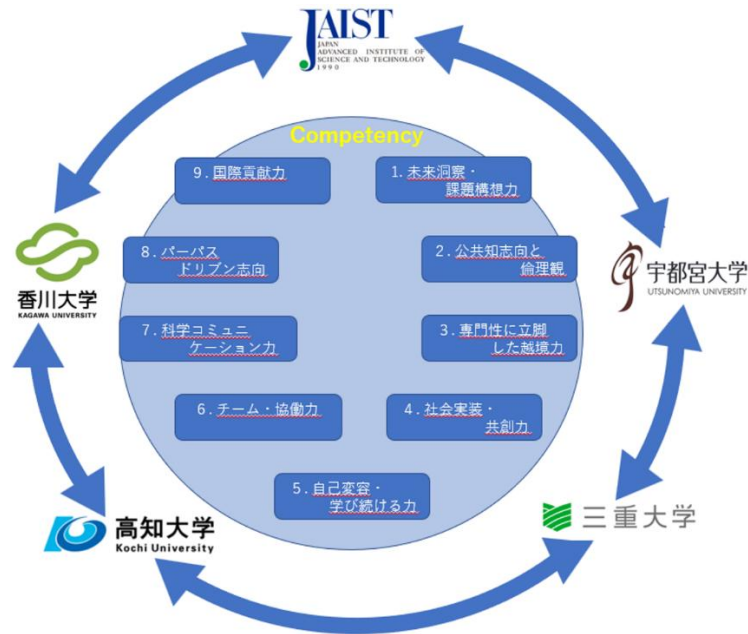 JAIST
JAPAN
ADVANCED INSTITUTE OF
SCIENCE AND TECHNOLOGY
1990
Competency
9. 国際貢献力
1. 未来洞察・
課題構想力
8. パーパス
ドリブン志向
2. 公共知志向と
倫理観
7. 科学コミュニ
ケーション力
3. 専門性に立脚
した越境力
6. チーム・協働力
4. 社会実装・
共創力
5. 自己変容・
学び続ける力
香川大学
KAGAWA UNIVERSITY
宇都宮大学
UTSUNOMIYA UNIVERSITY
高知大学
Kochi University
三重大学